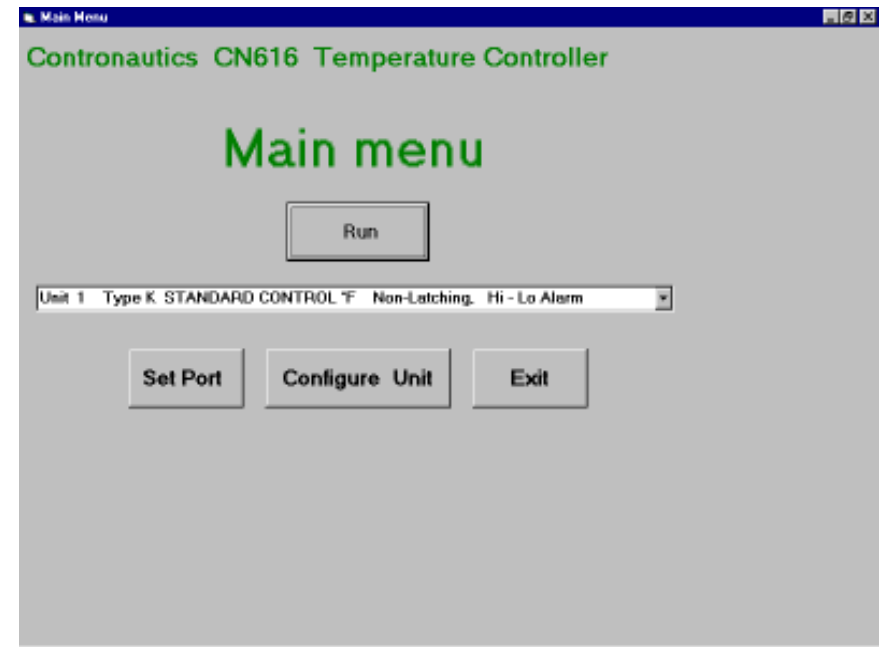 Main Menu
Contronautics CN616 Temperature Controller
Main menu
Run
Unit 1 Type K STANDARD CONTROL °F Non-Latching, Hi - Lo Alarm
Set Port Configure Unit Exit